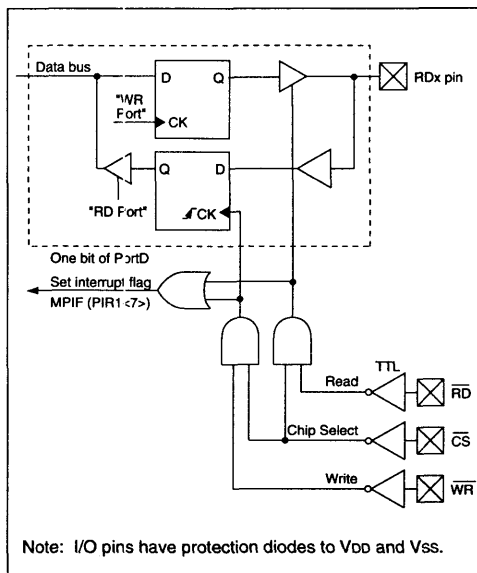 Data bus
D
Q
RDx pin
"WR
Port"
CK
Q
D
CK
"RD Port"
One bit of PortD
Set interrupt flag
MPIF (PIR1<7>)
TTL
Read
RD
Chip Select
CS
Write
WR
Note: I/O pins have protection diodes to VDD and VSS.